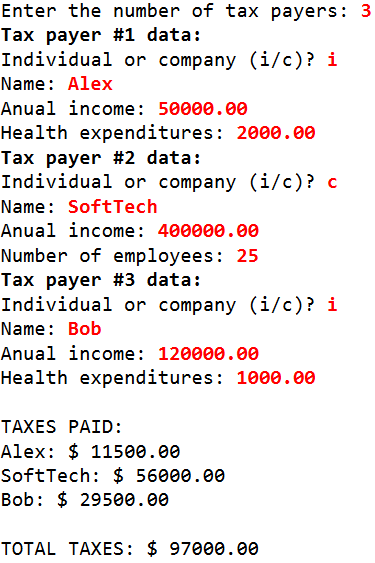 Enter the number of tax payers: 3
Tax payer #1 data:
Individual or company (i/c)? i
Name: Alex
Anual income: 50000.00
Health expenditures: 2000.00
Tax payer #2 data:
Individual or company (i/c)? c
Name: SoftTech
Anual income: 400000.00
Number of employees: 25
Tax payer #3 data:
Individual or company (i/c)? i
Name: Bob
Anual income: 120000.00
Health expenditures: 1000.00

TAXES PAID:
Alex: $ 11500.00
SoftTech: $ 56000.00
Bob: $ 29500.00

TOTAL TAXES: $ 97000.00